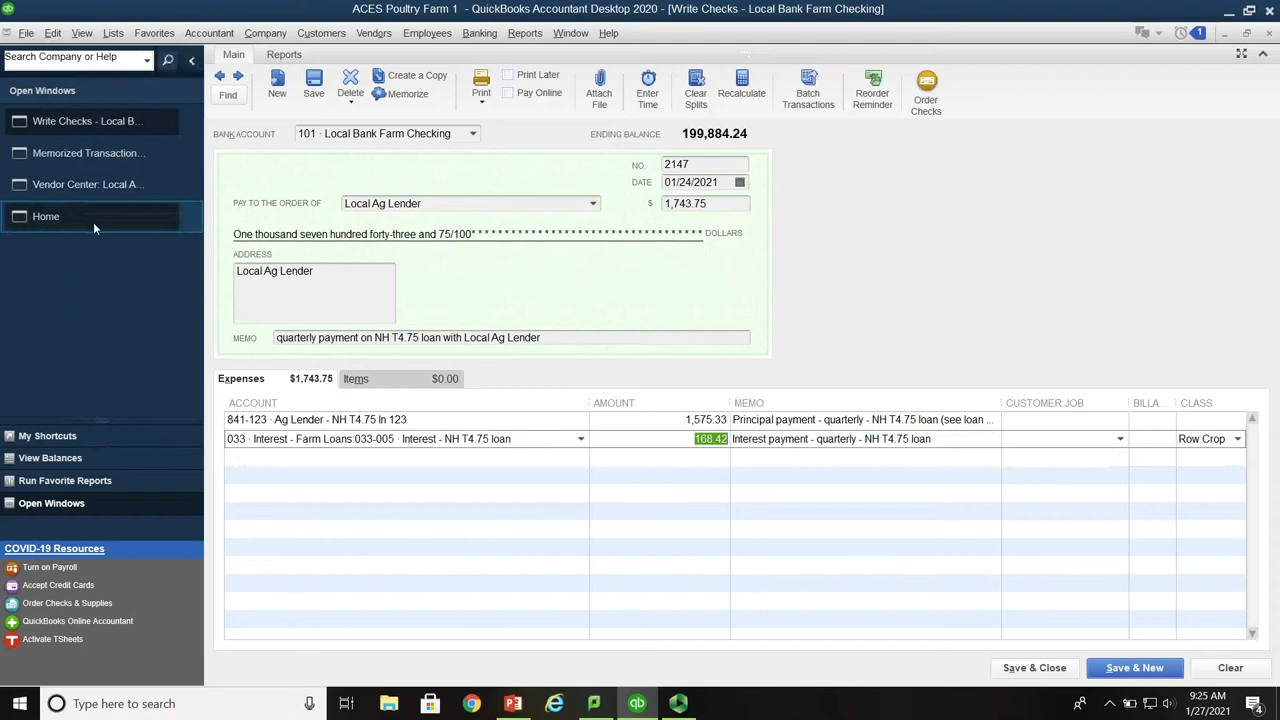 ACES Poultry Farm 1 - QuickBooks Accountant Desktop 2020 - [Write Checks - Local Bank Farm Checking]
File Edit View Lists Favorites Accountant Company Customers Vendors Employees Banking Reports Window Help
1
Search Company or Help
Open Windows
Write Checks - Local B...
Memorized Transaction...
Vendor Center: Local A...
Home
My Shortcuts
View Balances
Run Favorite Reports
Open Windows
COVID-19 Resources
Turn on Payroll
Accept Credit Cards
Order Checks & Supplies
QuickBooks Online Accountant
Activate TSheets
Main Reports
Find
New
Save
Delete
Create a Copy
Memorize
Print
Print Later
Pay Online
Attach
File
Enter
Time
Clear
Splits
Recalculate
Batch
Transactions
Reorder
Reminder
Order
Checks
BANK ACCOUNT 101 · Local Bank Farm Checking ENDING BALANCE 199,884.24
NO. 2147
DATE 01/24/2021
PAY TO THE ORDER OF Local Ag Lender $ 1,743.75
One thousand seven hundred forty-three and 75/100* * * * * * * * * * * * * * * * * * * * * * * * * * * * * * * * * DOLLARS
ADDRESS
Local Ag Lender
MEMO quarterly payment on NH T4.75 loan with Local Ag Lender
Expenses $1,743.75 Items $0.00
ACCOUNT AMOUNT MEMO CUSTOMER:JOB BILLA... CLASS
841-123 · Ag Lender - NH T4.75 ln 123 1,575.33 Principal payment - quarterly - NH T4.75 loan (see loan ...
033 · Interest - Farm Loans:033-005 · Interest - NH T4.75 loan 168.42 Interest payment - quarterly - NH T4.75 loan Row Crop
Save & Close Save & New Clear
Type here to search
9:25 AM
1/27/2021
4